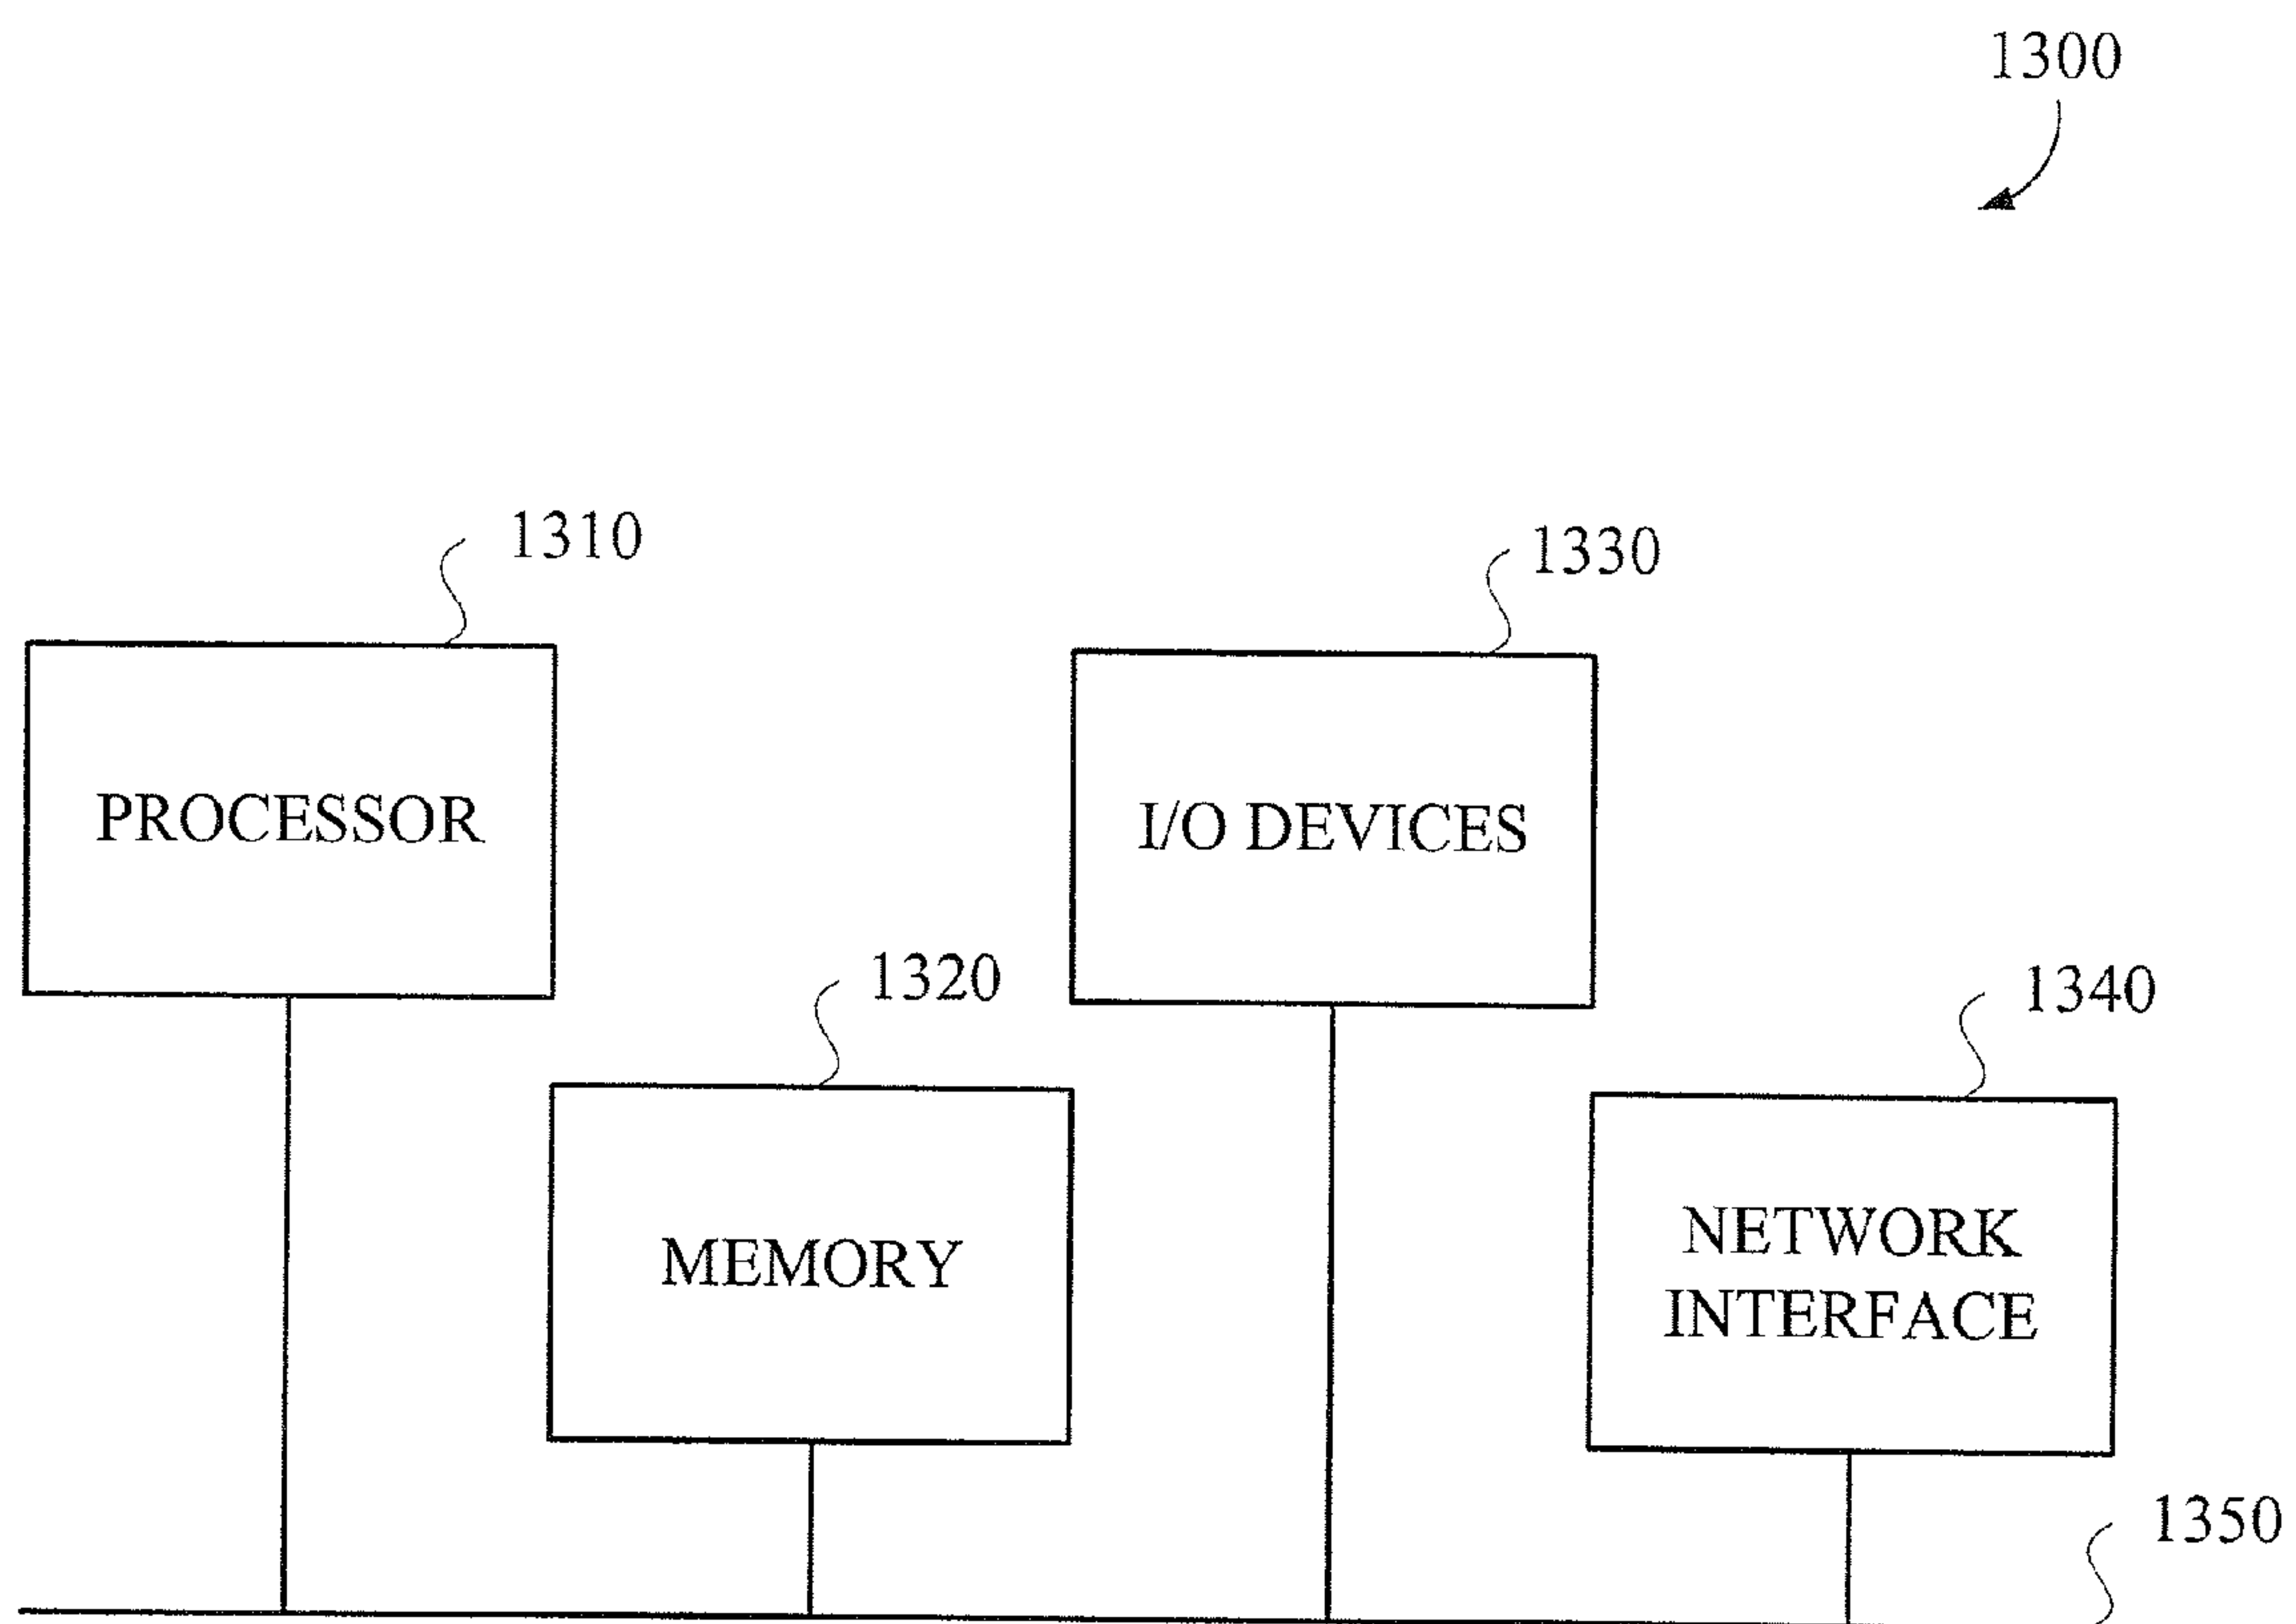 1300
1310
1330
PROCESSOR
I/O DEVICES
1320
1340
MEMORY
NETWORK
INTERFACE
1350